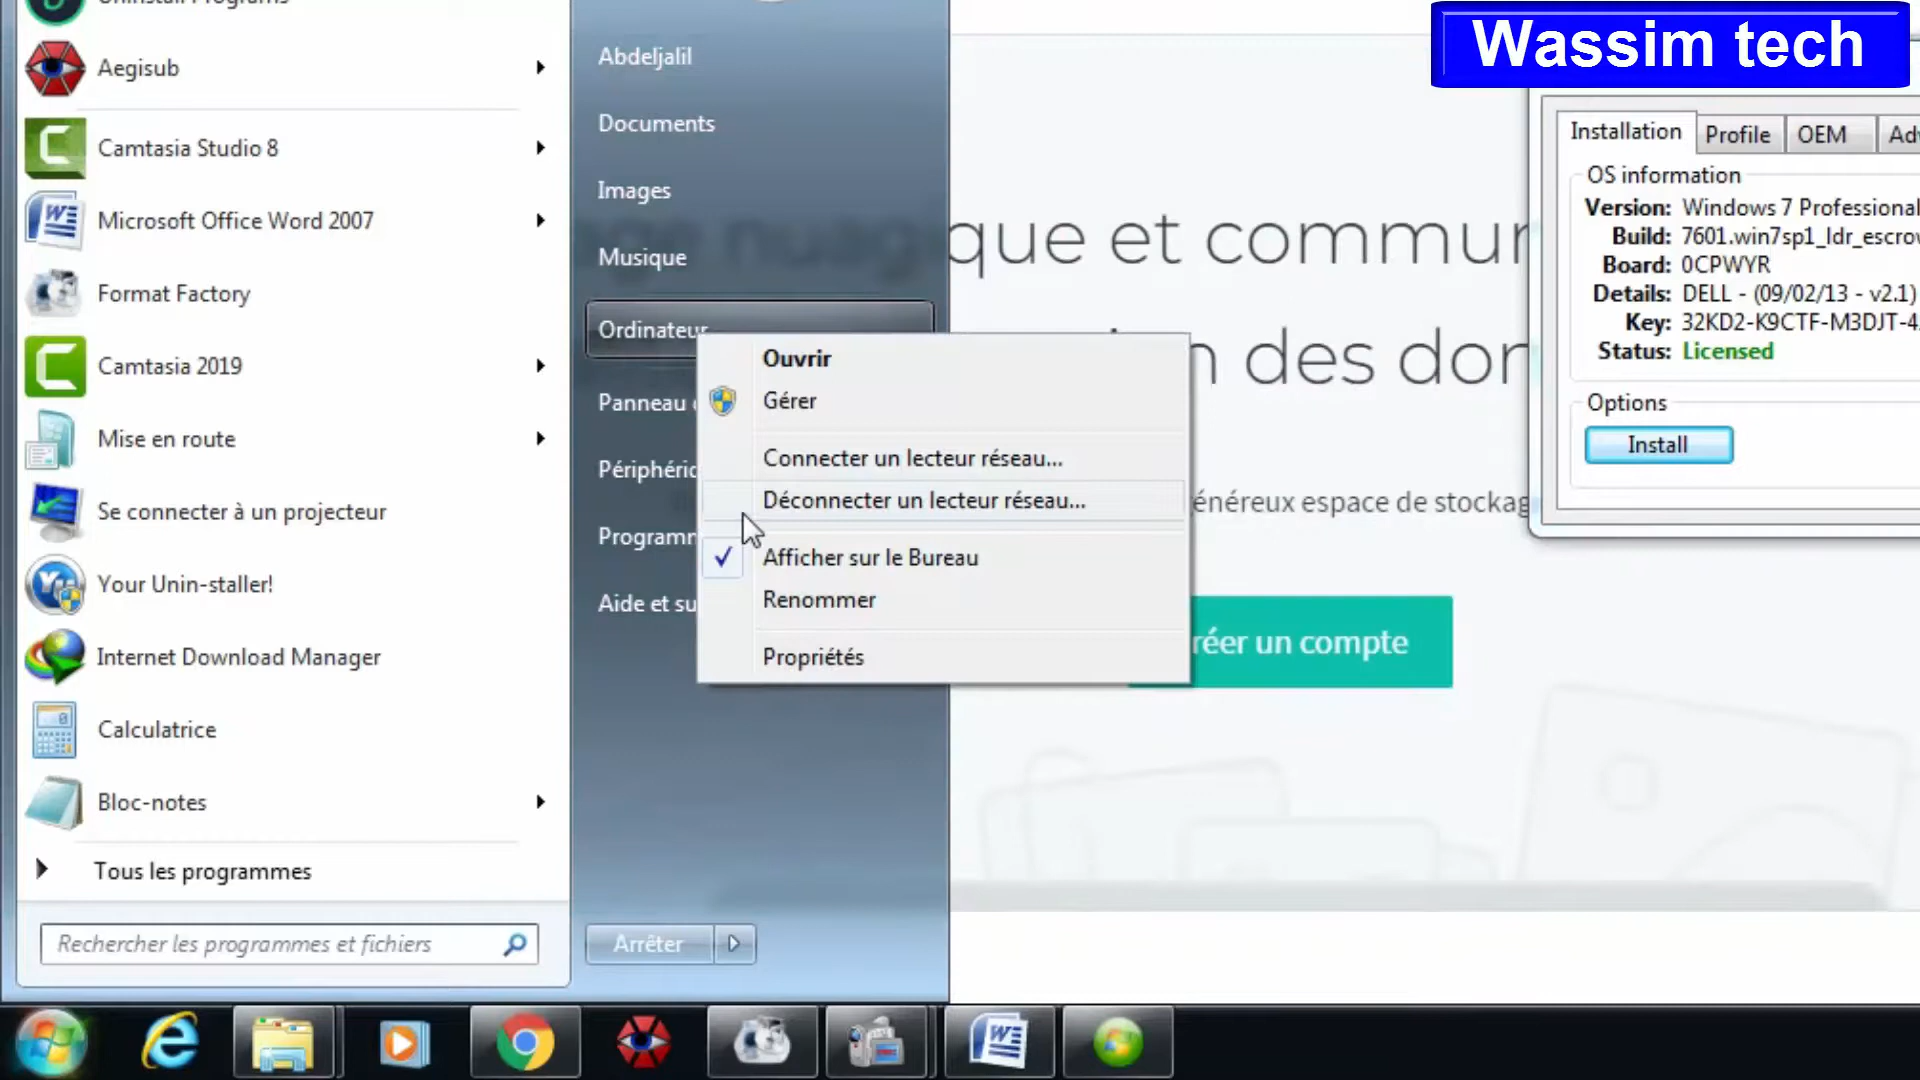 Uninstall Programs
Aegisub
Camtasia Studio 8
Microsoft Office Word 2007
Format Factory
Camtasia 2019
Mise en route
Se connecter à un projecteur
Your Unin-staller!
Internet Download Manager
Calculatrice
Bloc-notes
Tous les programmes
Rechercher les programmes et fichiers
Abdeljalil
Documents
Images
Musique
Ordinateur
Panneau
Aide et su
Arrêter
Ouvrir
Gérer
Connecter un lecteur réseau...
Déconnecter un lecteur réseau...
Afficher sur le Bureau
Renommer
Propriétés
nuagique et commun
des don
énéreux espace de stockag
réer un compte
Wassim tech
Installation Profile OEM Adv
OS information
Version: Windows 7 Professional
Build: 7601.win7sp1_ldr_escrow
Board: 0CPWYR
Details: DELL - (09/02/13 - v2.1)
Key: 32KD2-K9CTF-M3DJT-4
Status: Licensed
Options
Install